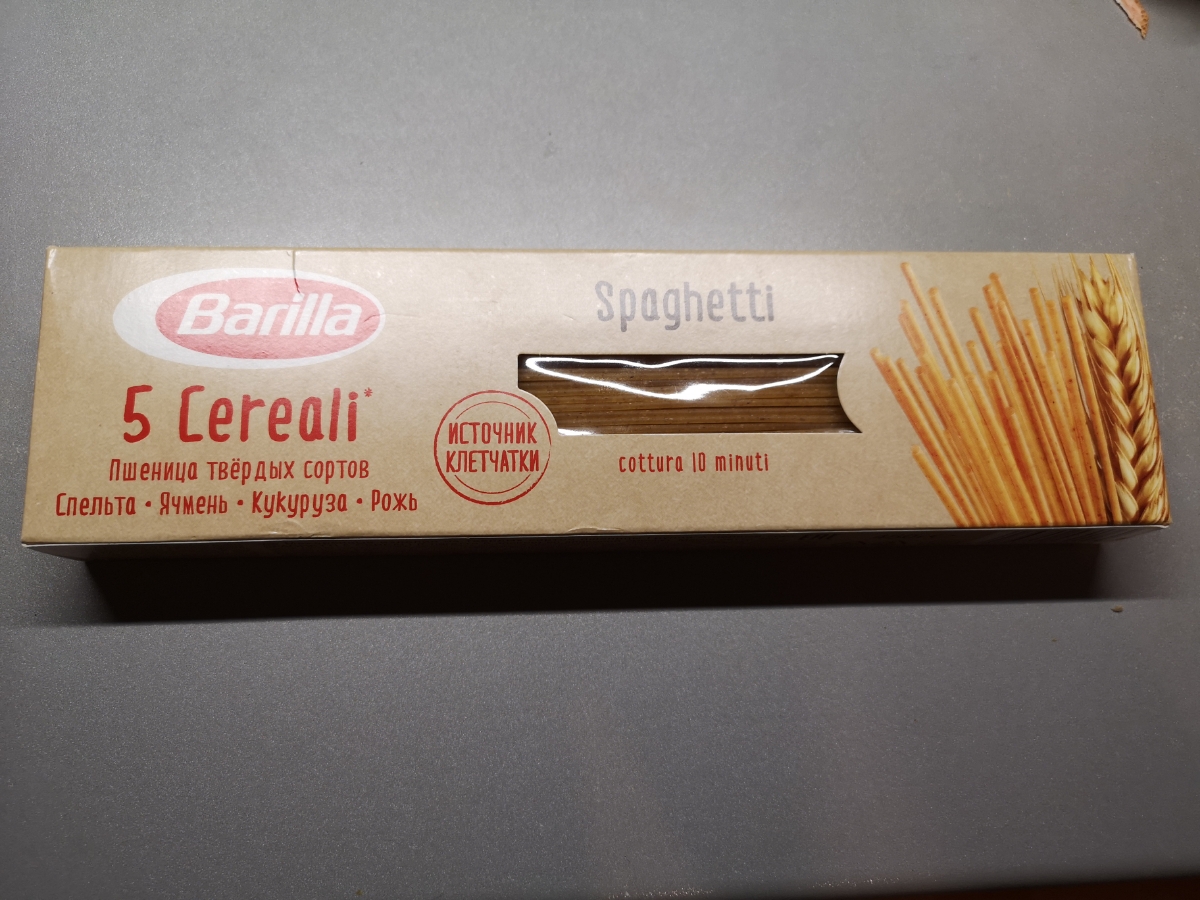 Barilla
5 Cereali*
Пшеница твёрдых сортов
Спельта • Ячмень • Кукуруза • Рожь
ИСТОЧНИК
КЛЕТЧАТКИ
Spaghetti
cottura 10 minuti